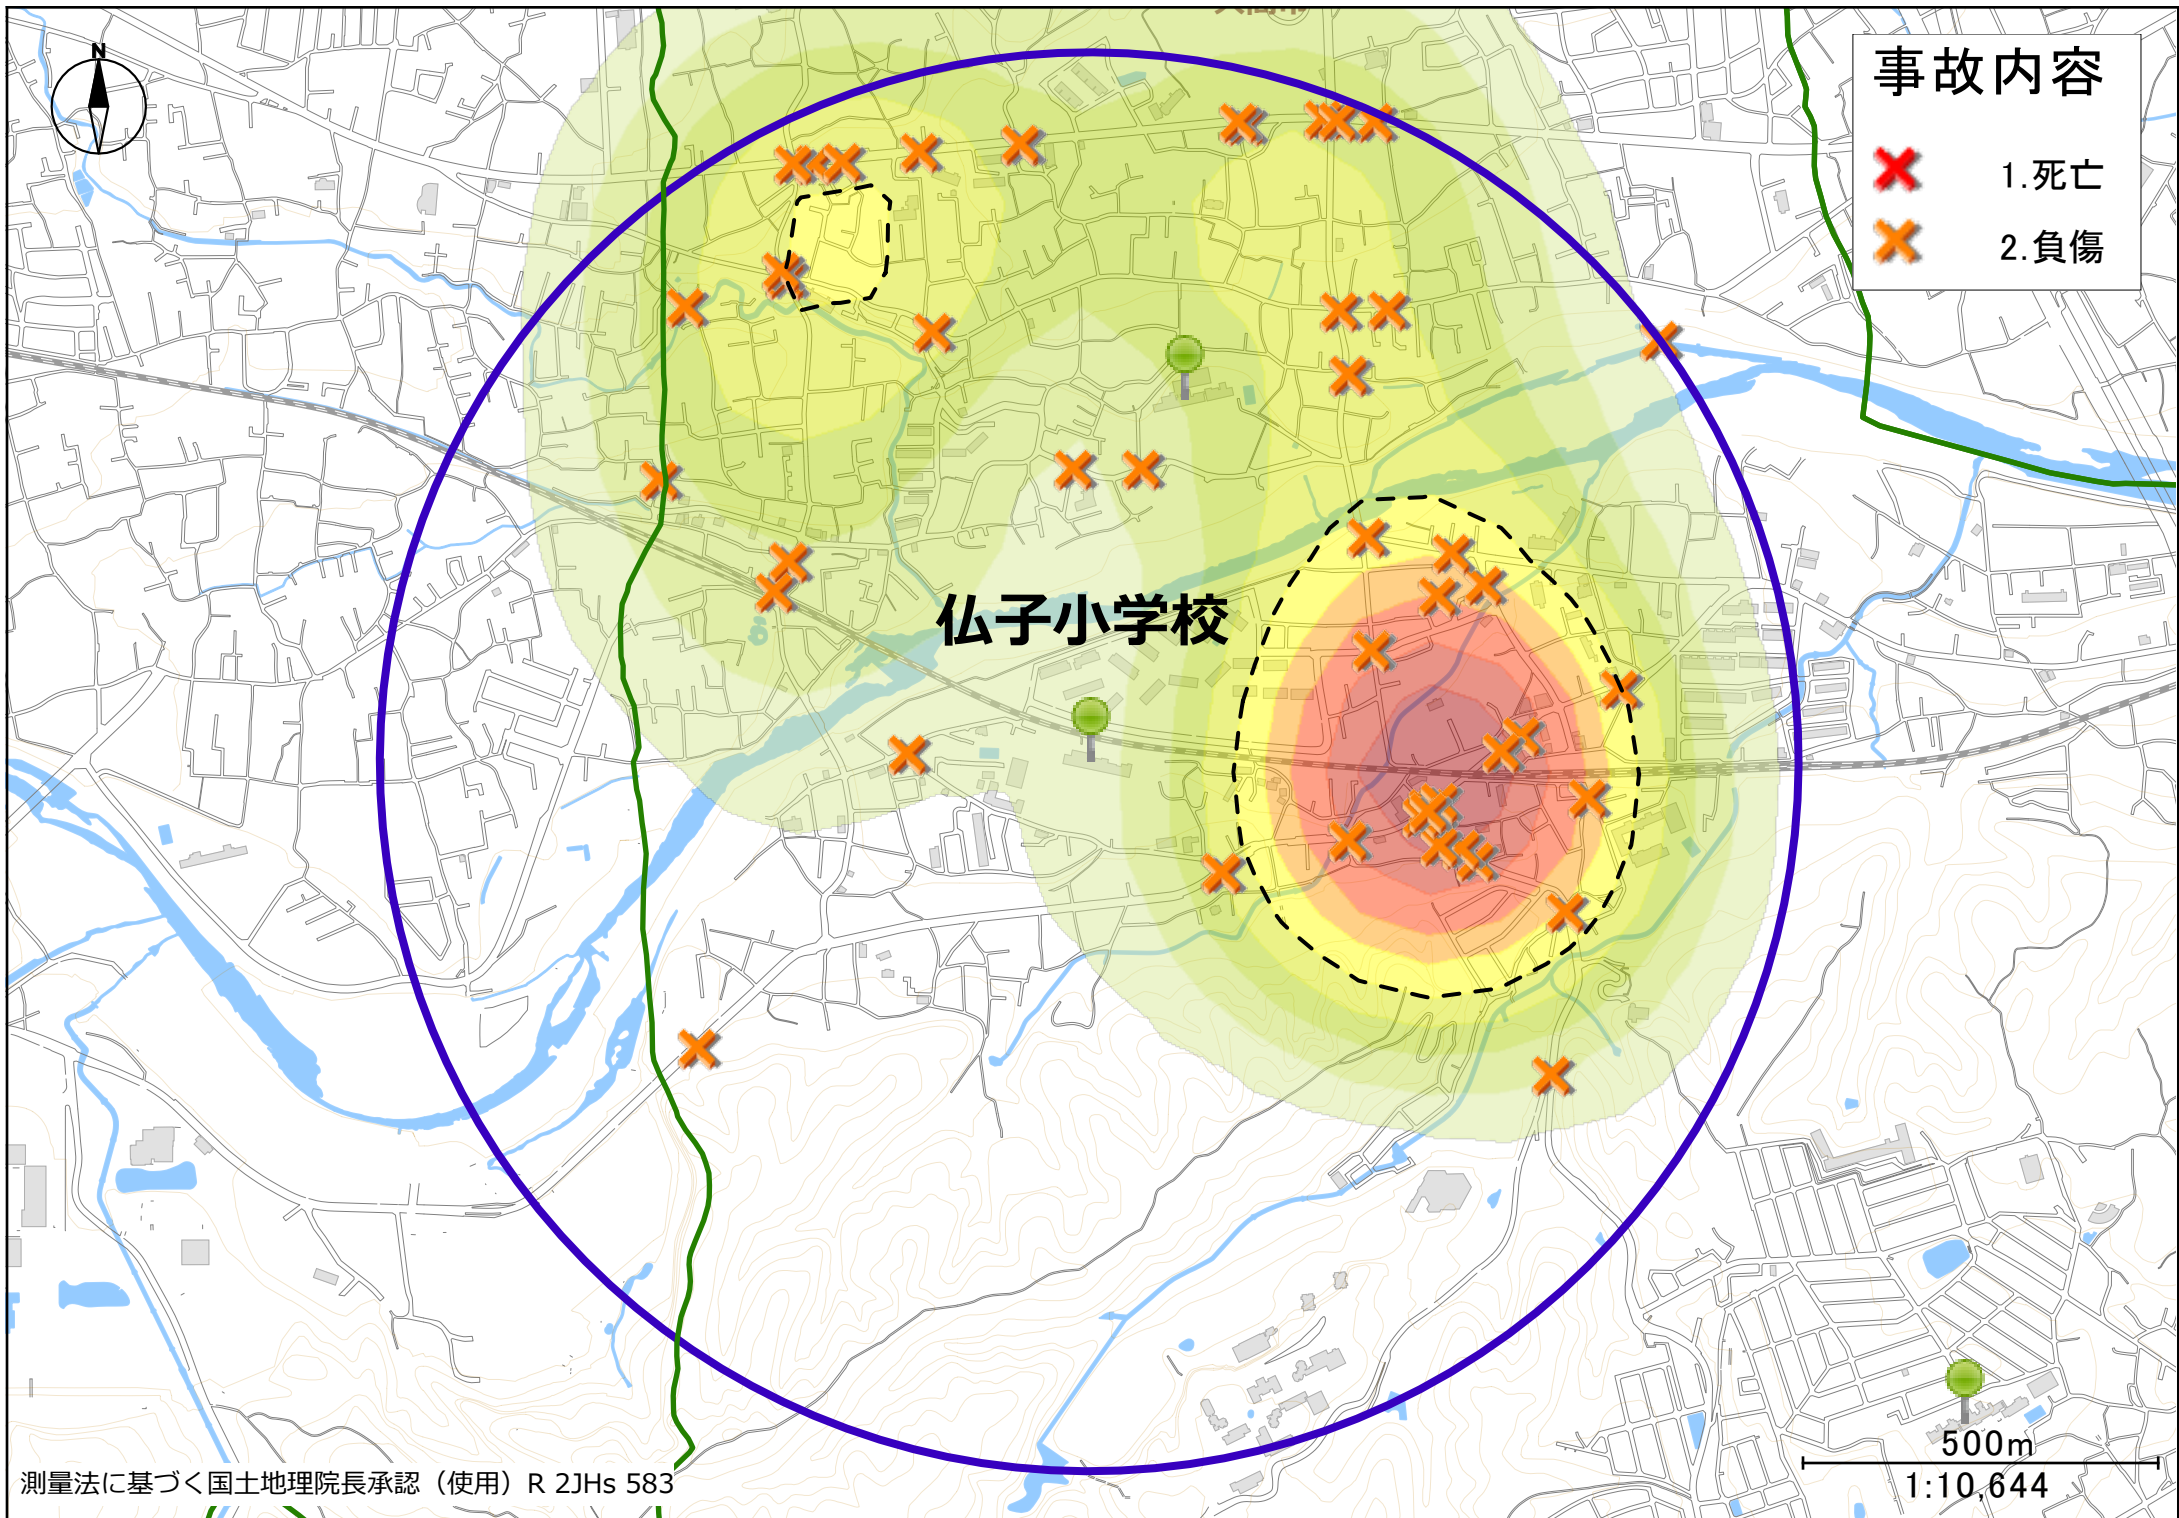 N
事故内容
1.死亡
2.負傷
仏子小学校
500m
1:10,644
測量法に基づく国土地理院長承認（使用）R 2JHs 583